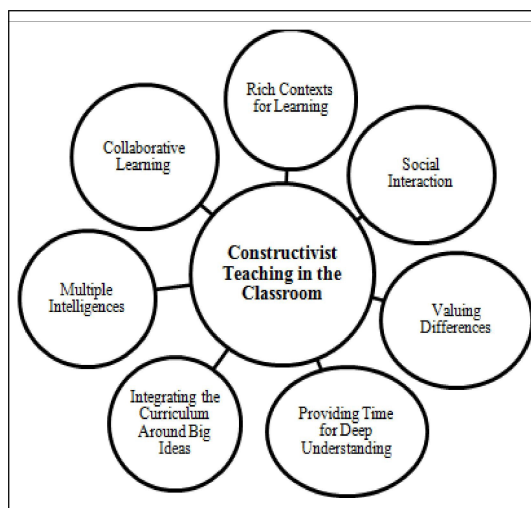 Rich Contexts
for Learning
Collaborative
Learning
Social
Interaction
Constructivist
Teaching in the
Classroom
Multiple
Intelligences
Valuing
Differences
Integrating the
Curriculum
Around Big
Ideas
Providing Time
for Deep
Understanding